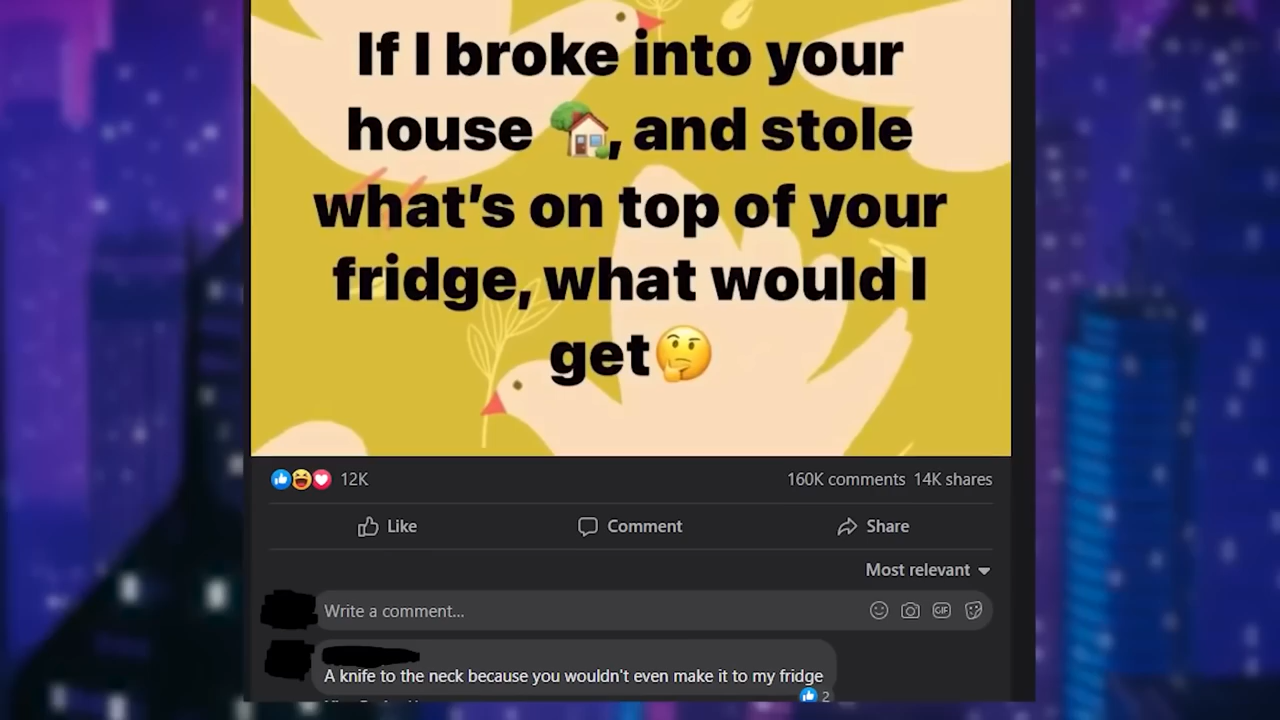 If I broke into your
house 🏡, and stole
what's on top of your
fridge, what would I
get🤔
12K
160K comments 14K shares
Like
Comment
Share
Most relevant
Write a comment...
GIF
A knife to the neck because you wouldn't even make it to my fridge
2